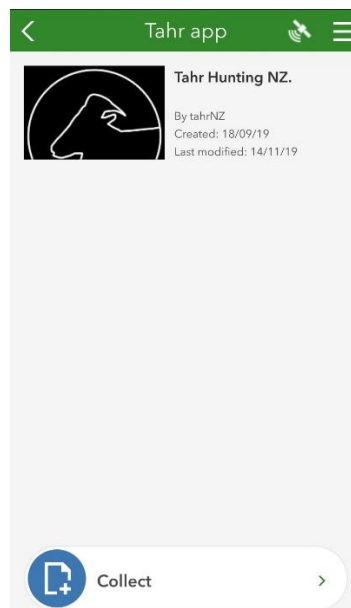 Tahr app
Tahr Hunting NZ.
By tahrNZ
Created: 18/09/19
Last modified: 14/11/19
Collect